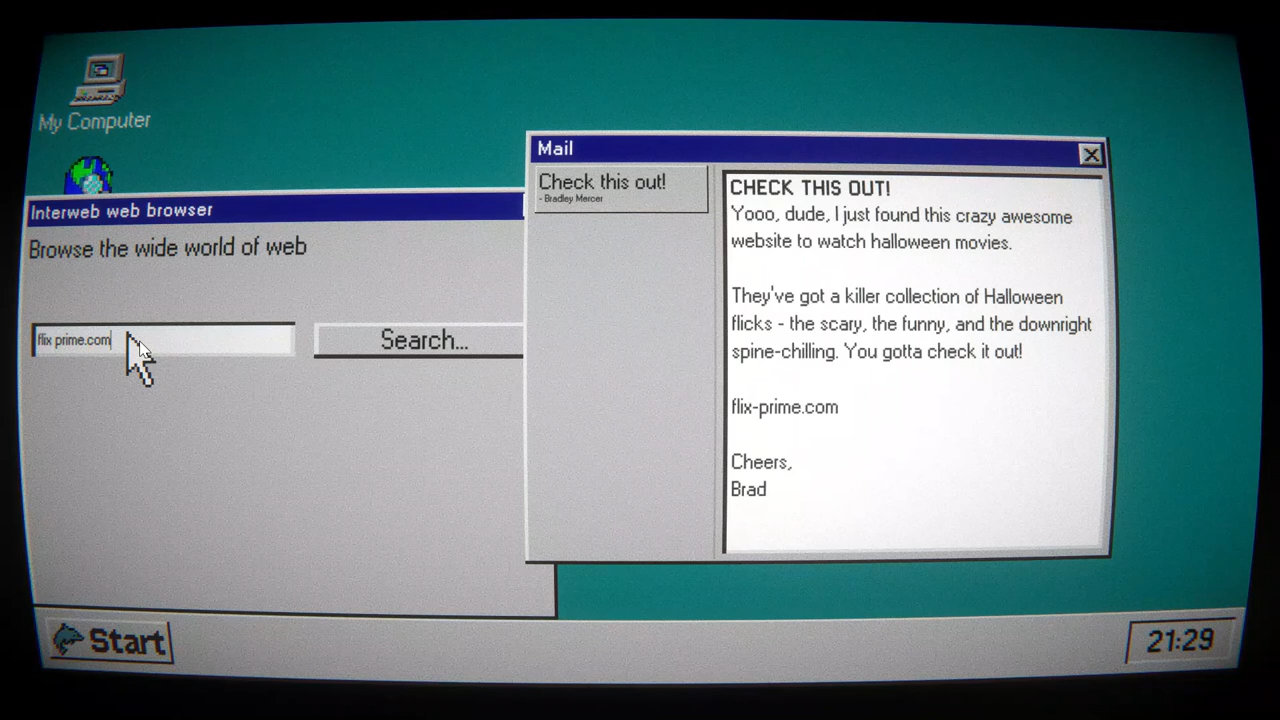 My Computer
Interweb web browser
Browse the wide world of web
flix prime.com
Search...
Mail
Check this out!
- Bradley Mercer
CHECK THIS OUT!
Yooo, dude, I just found this crazy awesome
website to watch halloween movies.
They've got a killer collection of Halloween
flicks - the scary, the funny, and the downright
spine-chilling. You gotta check it out!
flix-prime.com
Cheers,
Brad
Start
21:29